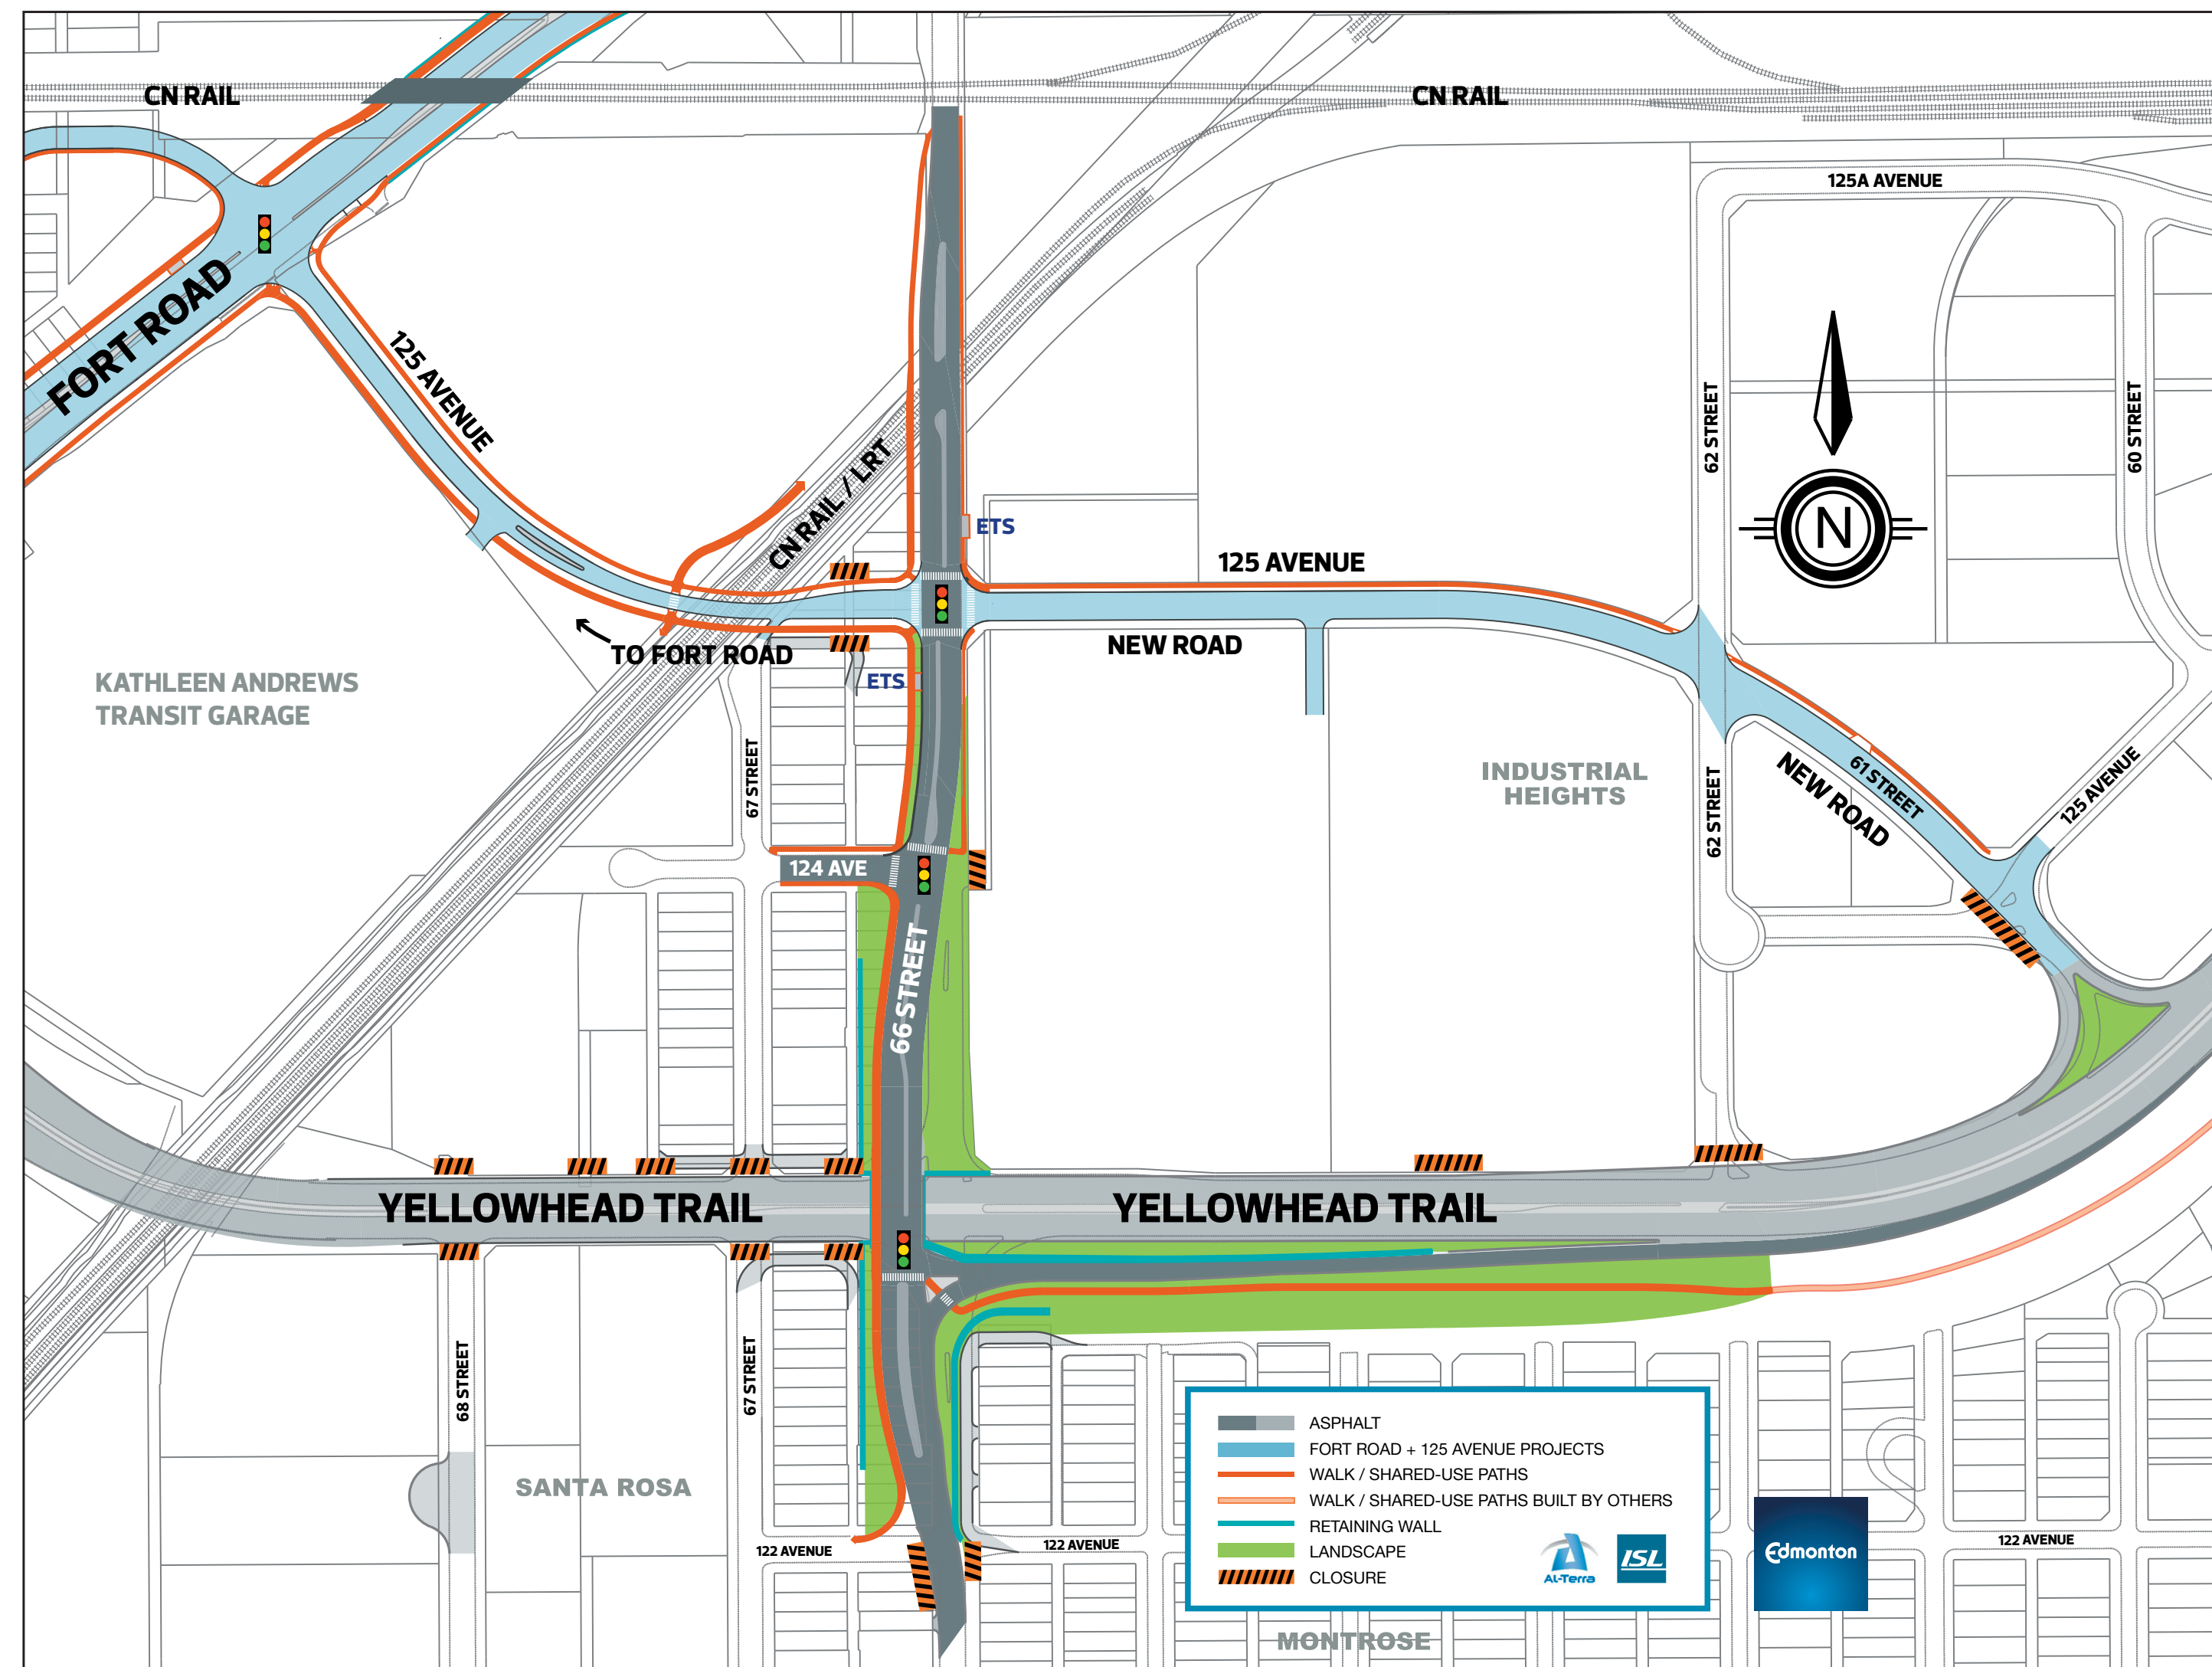 CN RAIL
CN RAIL
125A AVENUE
FORT ROAD
125 AVENUE
62 STREET
60 STREET
CN RAIL / LRT
N
ETS
125 AVENUE
TO FORT ROAD
NEW ROAD
ETS
KATHLEEN ANDREWS
TRANSIT GARAGE
67 STREET
INDUSTRIAL
HEIGHTS
62 STREET
NEW ROAD
61 STREET
125 AVENUE
124 AVE
66 STREET
YELLOWHEAD TRAIL
YELLOWHEAD TRAIL
68 STREET
67 STREET
SANTA ROSA
122 AVENUE
122 AVENUE
122 AVENUE
ASPHALT
FORT ROAD + 125 AVENUE PROJECTS
WALK / SHARED-USE PATHS
WALK / SHARED-USE PATHS BUILT BY OTHERS
RETAINING WALL
LANDSCAPE
CLOSURE
Al-Terra
ISL
Edmonton
MONTROSE